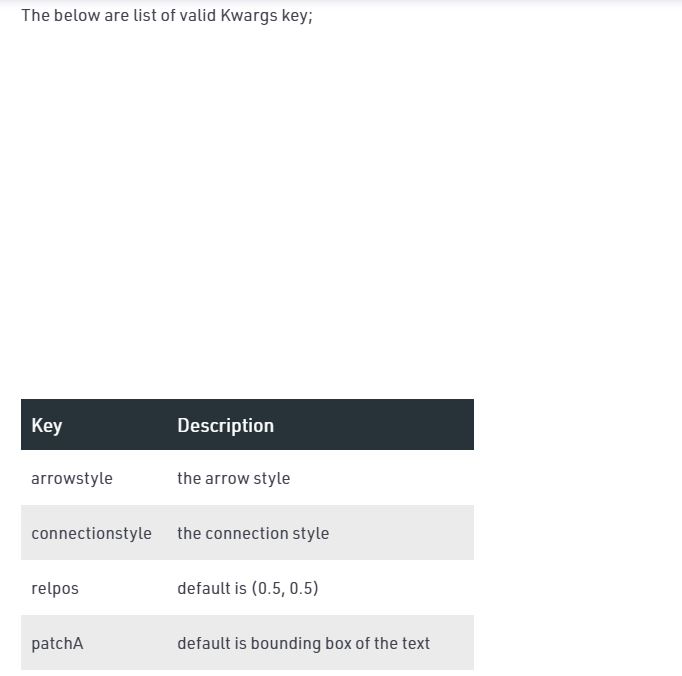 The below are list of valid Kwargs key;
Key Description
arrowstyle the arrow style
connectionstyle the connection style
relpos default is (0.5, 0.5)
patchA default is bounding box of the text